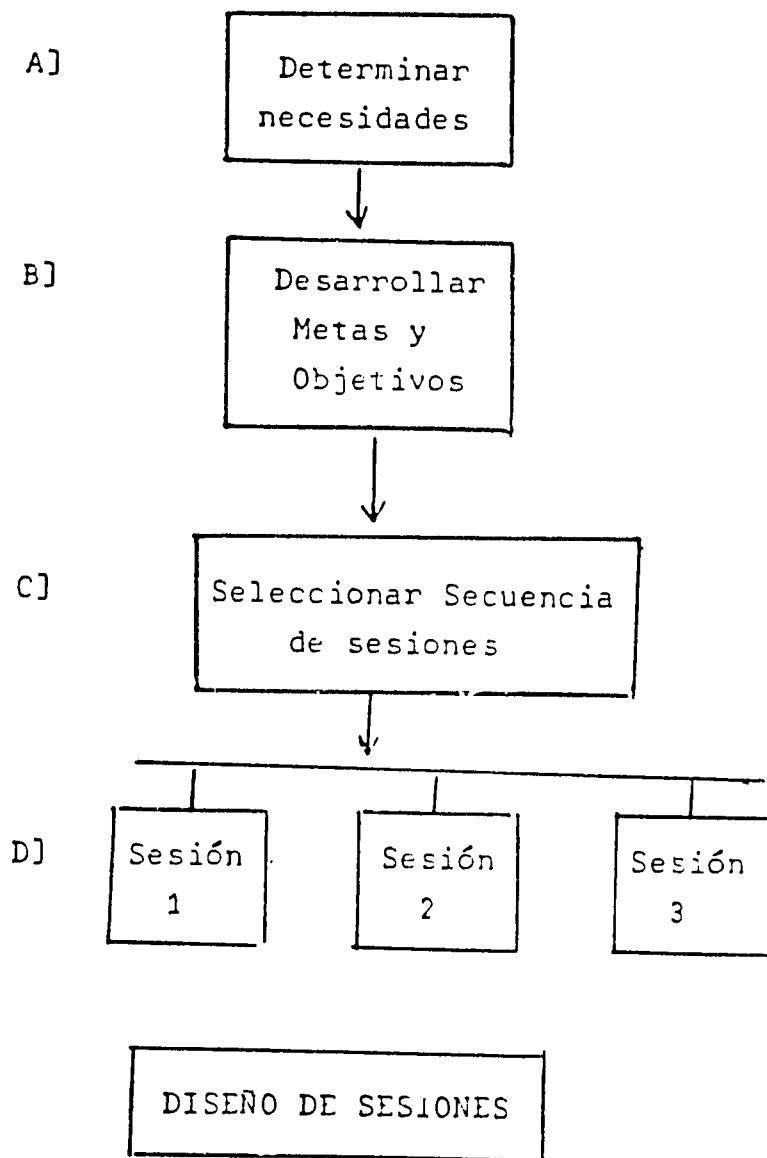 A]
Determinar
necesidades
B]
Desarrollar
Metas y
Objetivos
C]
Seleccionar Secuencia
de sesiones
D]
Sesión
1
Sesión
2
Sesión
3
DISEÑO DE SESIONES